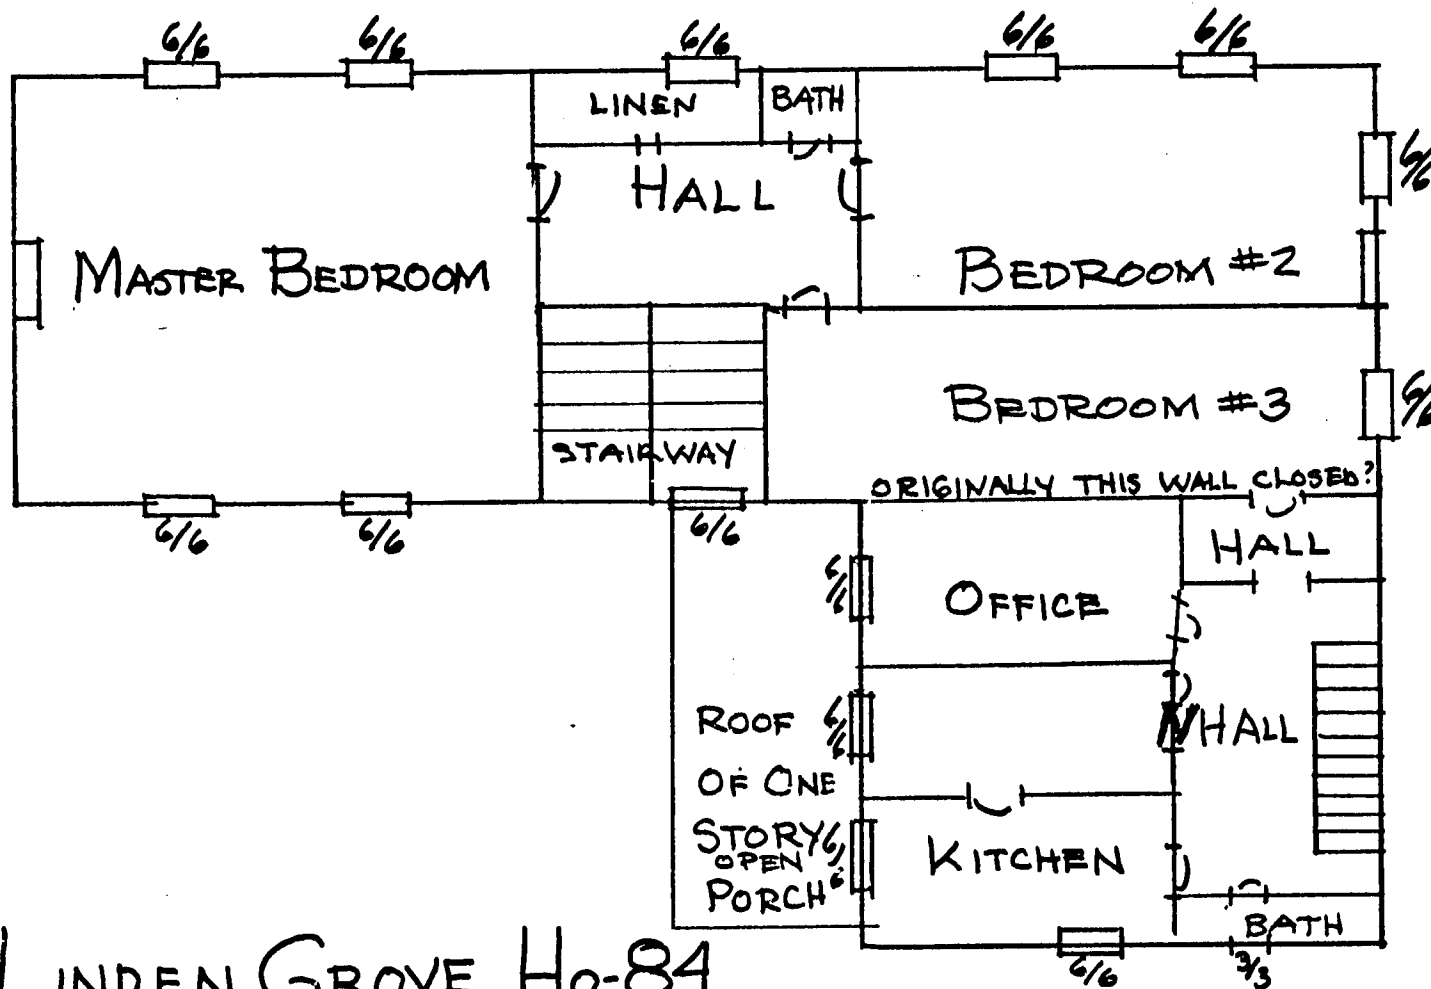 6/6 6/6 6/6 6/6 6/6
LINEN BATH
6/6
HALL
MASTER BEDROOM
BEDROOM #2
BEDROOM #3
6/6
STAIRWAY
ORIGINALLY THIS WALL CLOSED?
6/6 6/6 6/6
HALL
6/6
OFFICE
ROOF
6/6
HALL
OF ONE
STORY
6/6
OPEN
PORCH
KITCHEN
BATH
6/6
3/3
LINDEN GROVE HO-84